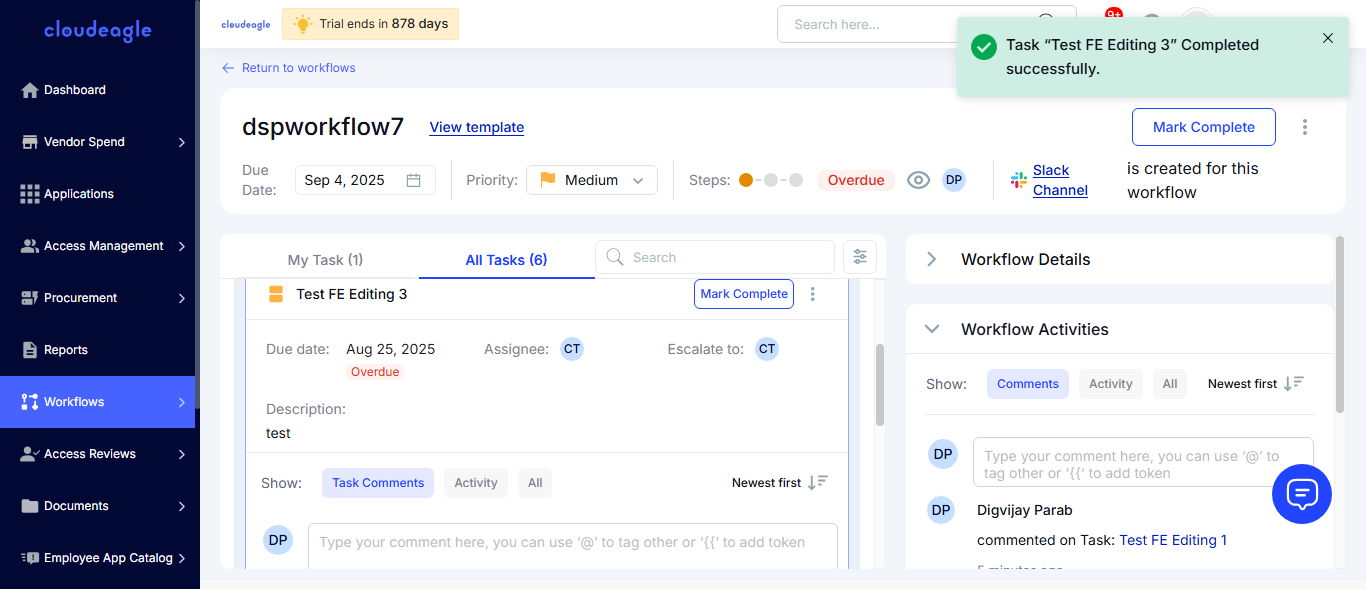 cloudeagle
Dashboard
Vendor Spend
Applications
Access Management
Procurement
Reports
Workflows
Access Reviews
Documents
Employee App Catalog
cloudeagle
Trial ends in 878 days
Search here...
9+
Task “Test FE Editing 3” Completed
successfully.
Return to workflows
dspworkflow7
View template
Mark Complete
Due
Date:
Sep 4, 2025
Priority:
Medium
Steps:
Overdue
DP
Slack
Channel
is created for this
workflow
My Task (1)
All Tasks (6)
Search
Test FE Editing 3
Mark Complete
Due date:
Aug 25, 2025
Overdue
Assignee:
CT
Escalate to:
CT
Description:
test
Show:
Task Comments
Activity
All
Newest first
DP
Type your comment here, you can use ‘@’ to tag other or ‘{{’ to add token
Workflow Details
Workflow Activities
Show:
Comments
Activity
All
Newest first
DP
Type your comment here, you can use ‘@’ to
tag other or ‘{{’ to add token
DP
Digvijay Parab
commented on Task: Test FE Editing 1
5 minutes ago